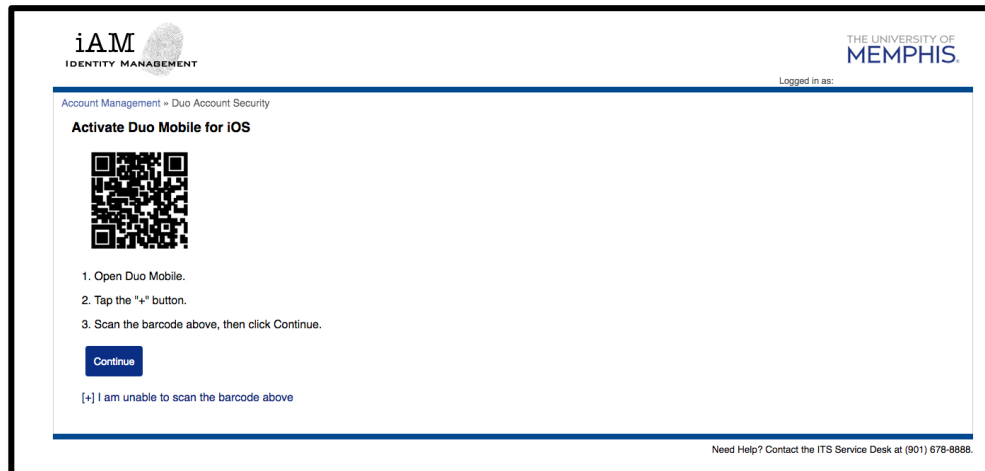 iAM
IDENTITY MANAGEMENT
THE UNIVERSITY OF
MEMPHIS.
Logged in as:
Account Management » Duo Account Security
Activate Duo Mobile for iOS
1. Open Duo Mobile.
2. Tap the "+" button.
3. Scan the barcode above, then click Continue.
Continue
[+] I am unable to scan the barcode above
Need Help? Contact the ITS Service Desk at (901) 678-8888.